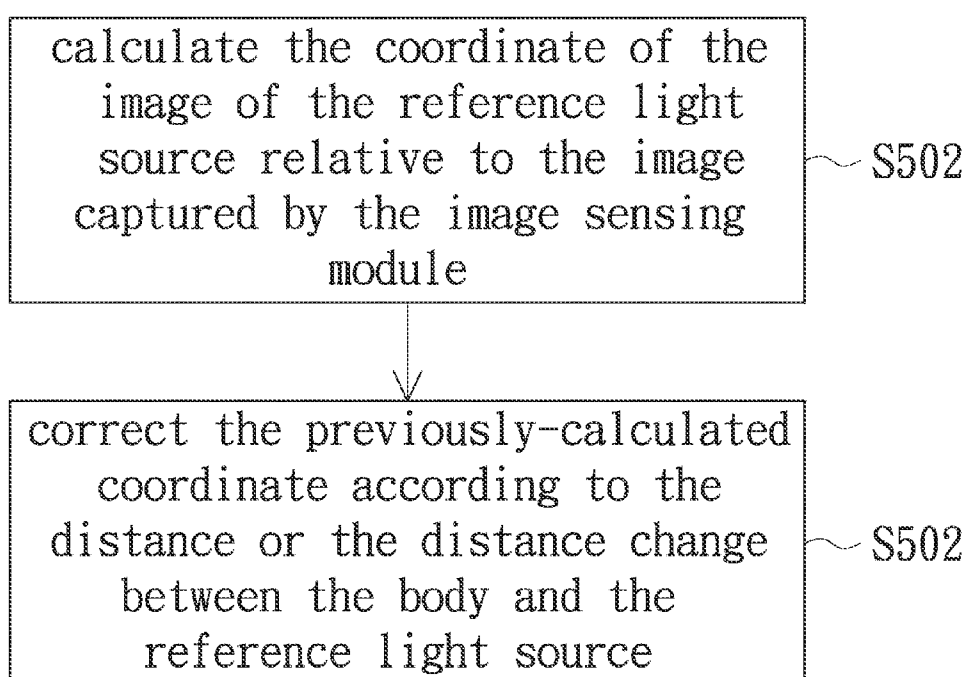 calculate the coordinate of the
image of the reference light
source relative to the image
captured by the image sensing
module
S502
correct the previously-calculated
coordinate according to the
distance or the distance change
between the body and the
reference light source
S502